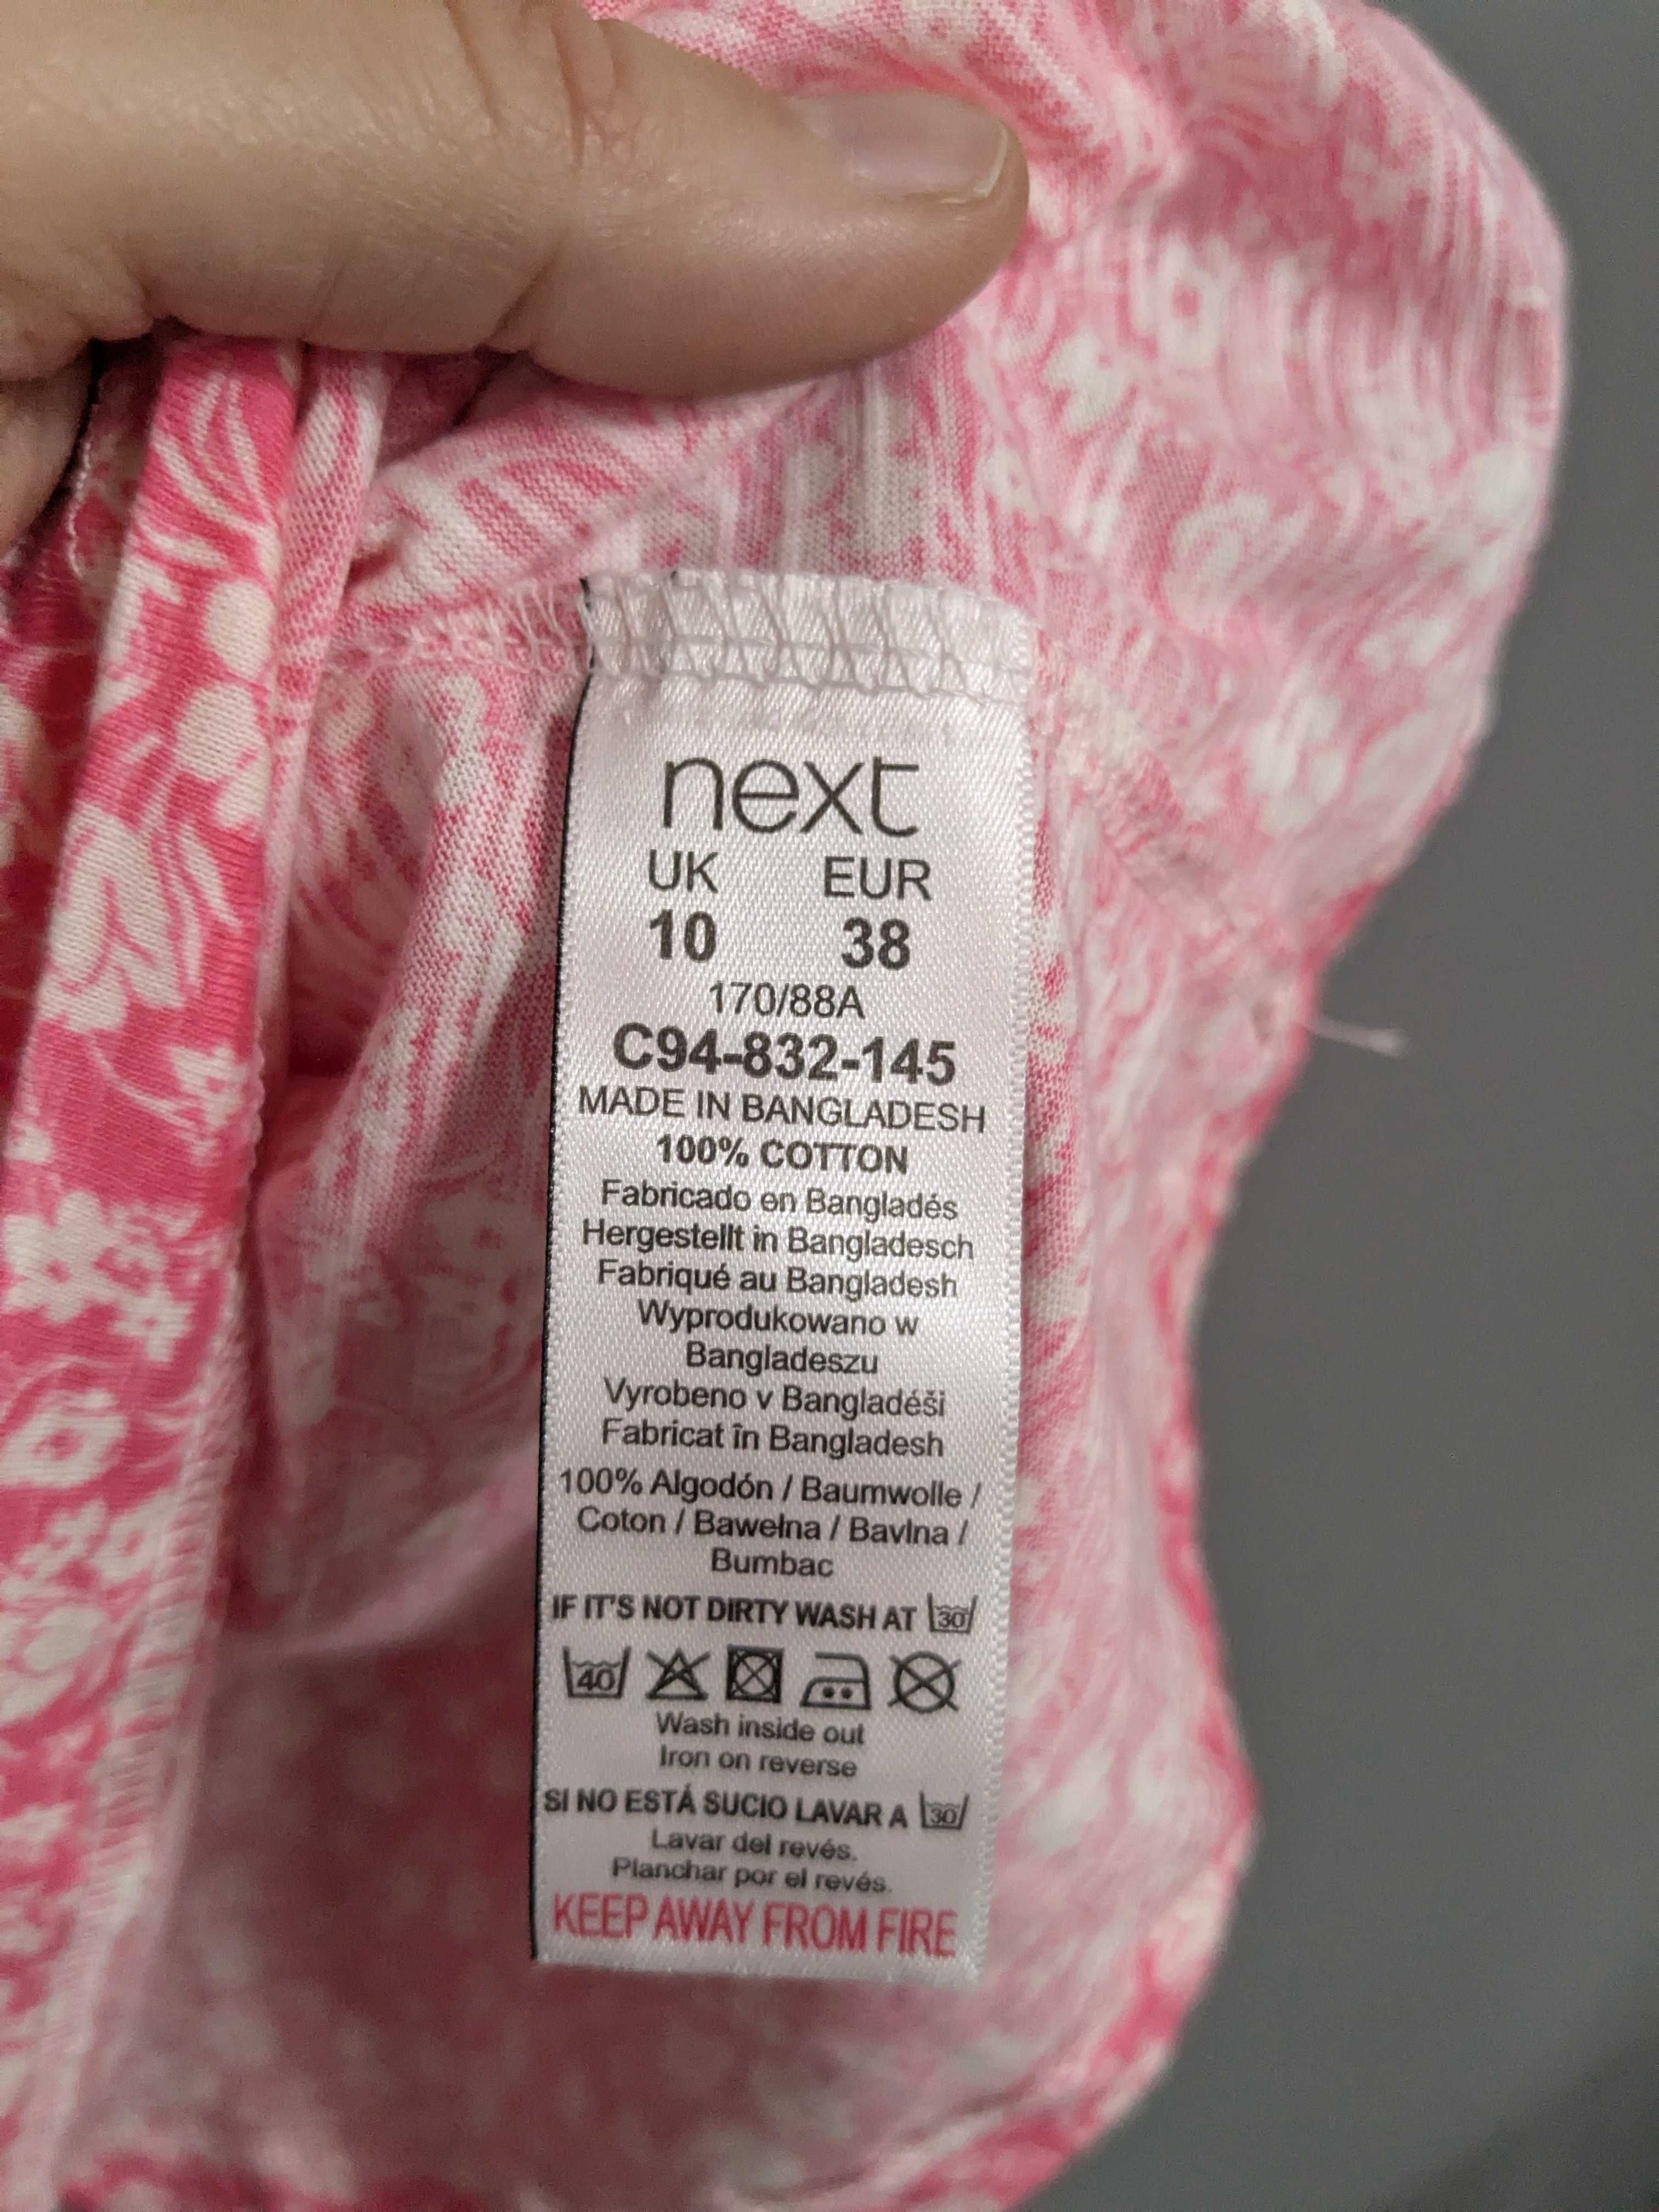 next
UK EUR
10 38
170/88A
C94-832-145
MADE IN BANGLADESH
100% COTTON
Fabricado en Bangladés
Hergestellt in Bangladesch
Fabriqué au Bangladesh
Wyprodukowano w
Bangladeszu
Vyrobeno v Bangladéši
Fabricat în Bangladesh
100% Algodón / Baumwolle /
Coton / Bawełna / Bavlna /
Bumbac
IF IT'S NOT DIRTY WASH AT 30
40
Wash inside out
Iron on reverse
SI NO ESTÁ SUCIO LAVAR A 30
Lavar del revés.
Planchar por el revés.
KEEP AWAY FROM FIRE